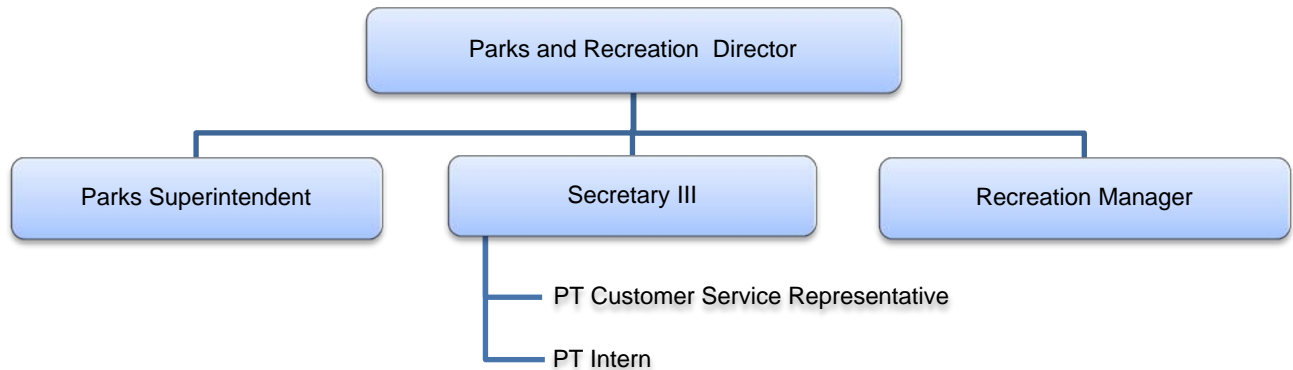 Parks and Recreation  Director
Parks Superintendent
Secretary III
Recreation Manager
PT Customer Service Representative
PT Intern